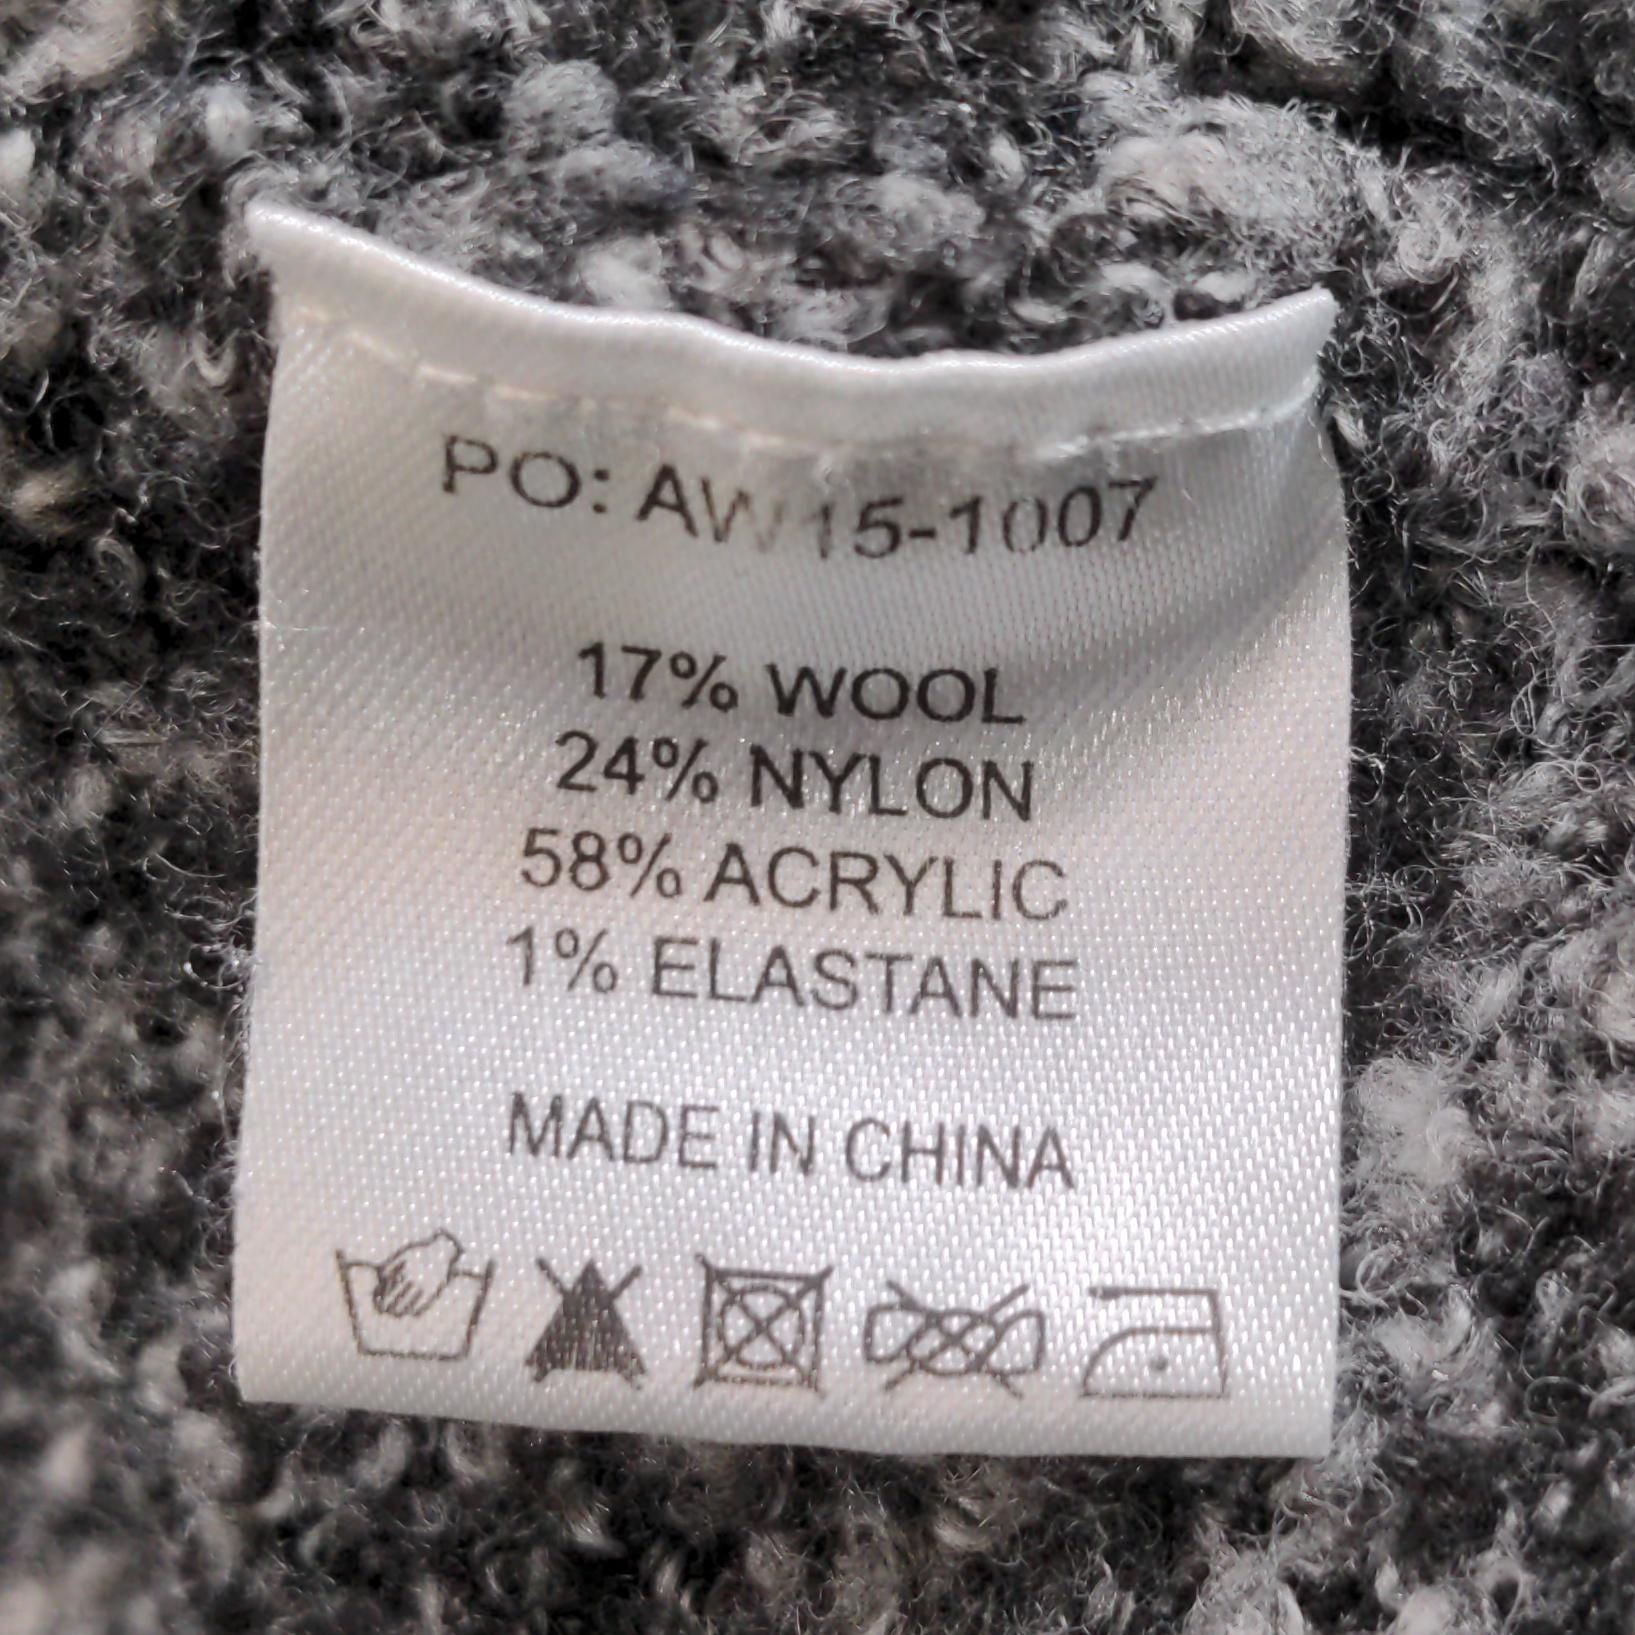 PO: AW15-1007
17% WOOL
24% NYLON
58% ACRYLIC
1% ELASTANE
MADE IN CHINA